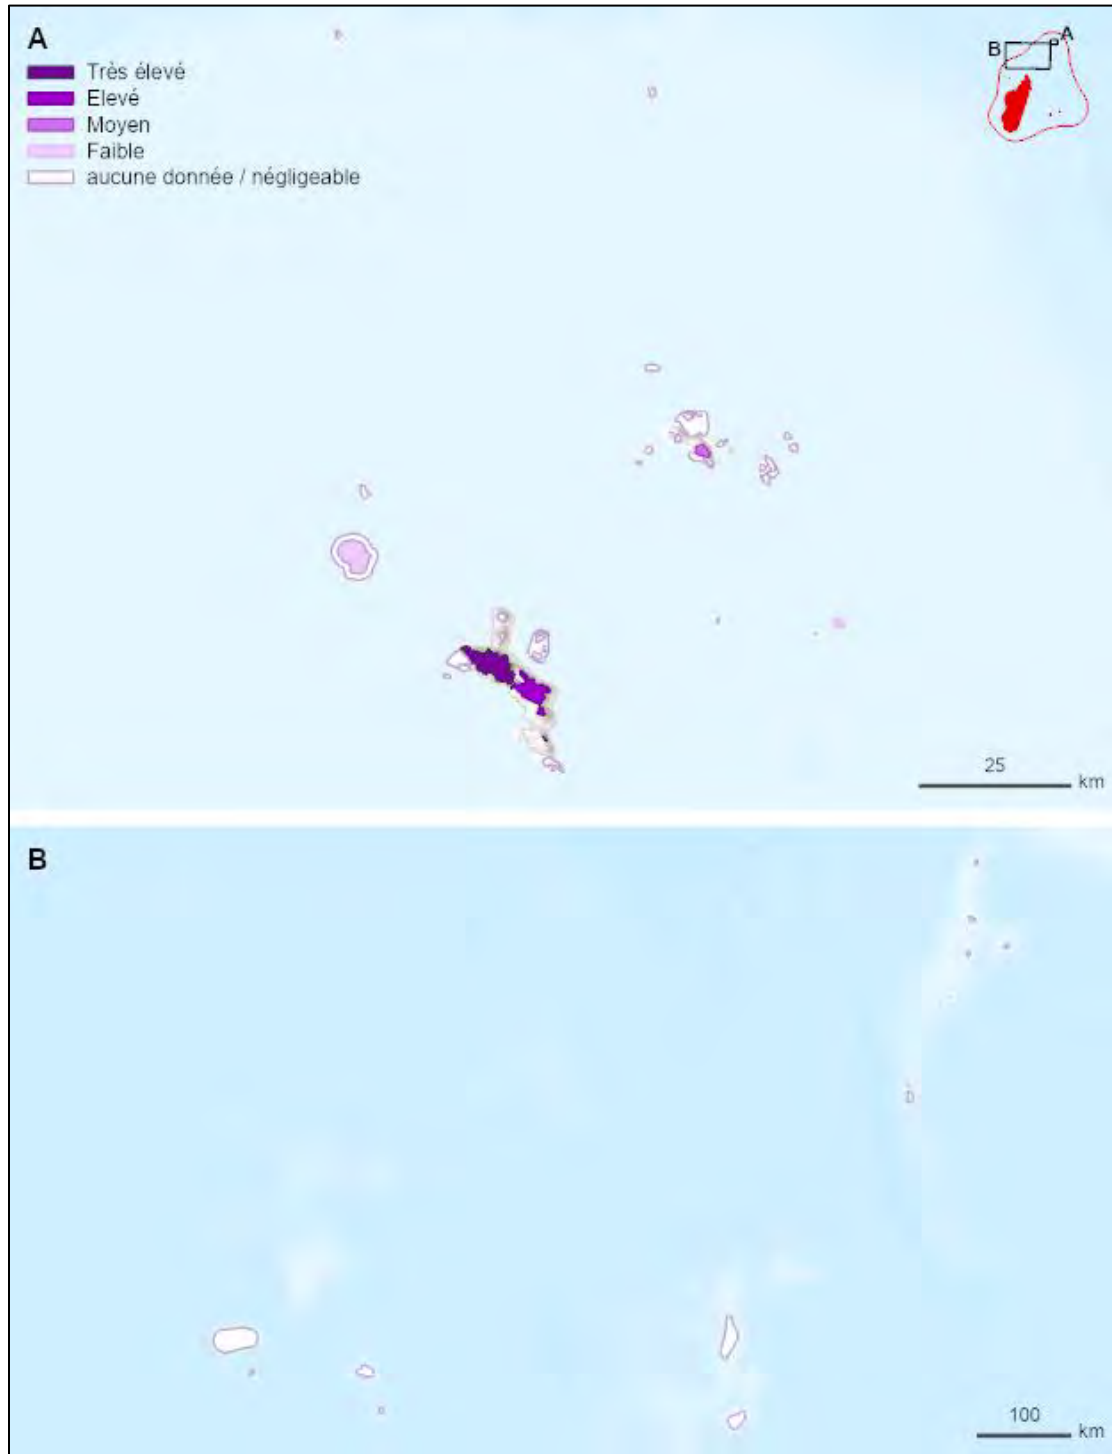 A
Très élevé
Elevé
Moyen
Faible
aucune donnée / négligeable
B
A
25
km
B
100
km